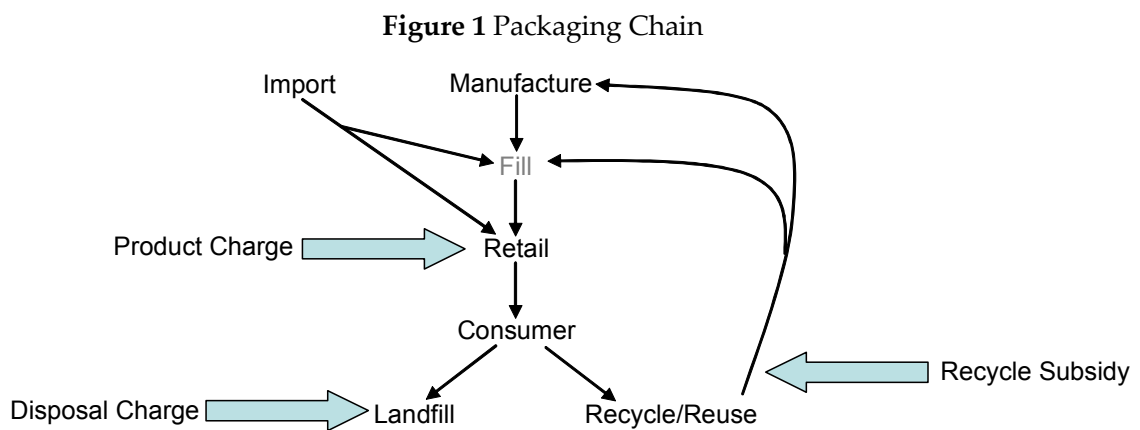 Figure 1 Packaging Chain
Import
Manufacture
Fill
Product Charge
Retail
Consumer
Recycle Subsidy
Disposal Charge
Landfill
Recycle/Reuse